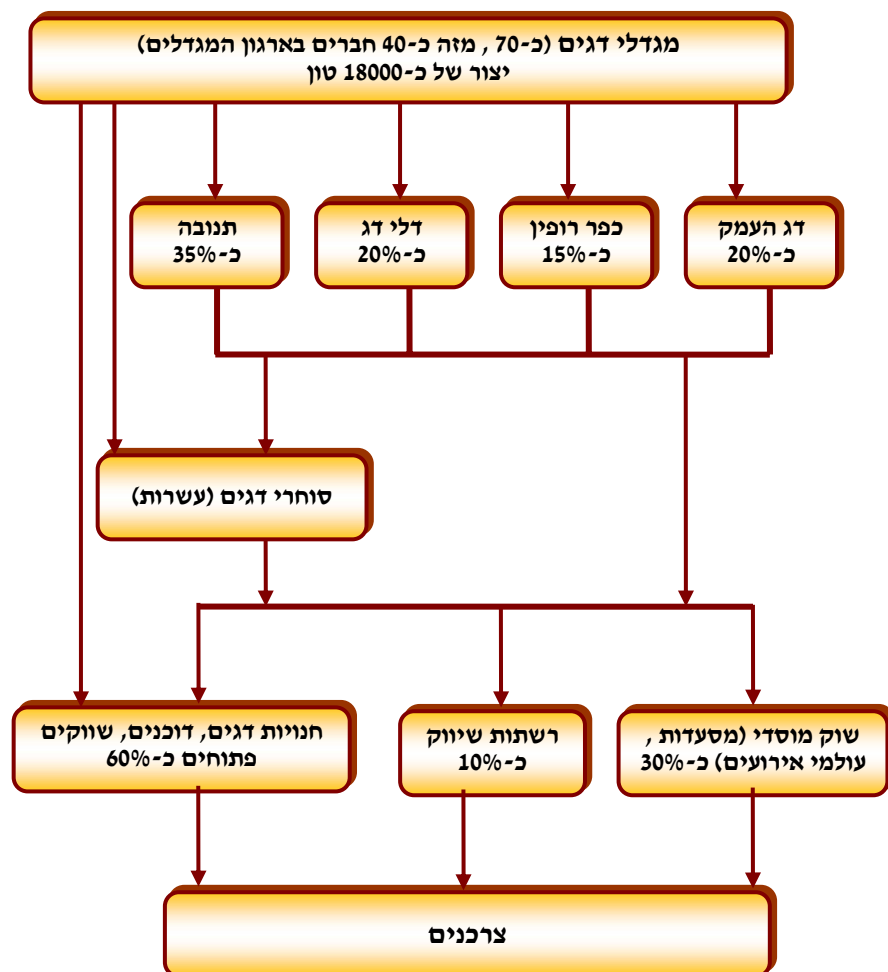 מגדלי דגים (כ-70 , מזה כ-40 חברים בארגון המגדלים)
יצור של כ-18000 טון
דג העמק
כ-20%
כפר רופין
כ-15%
דלי דג
כ-20%
תנובה
כ-35%
סוחרי דגים (עשרות)
שוק מוסדי (מסעדות ,
עולמי אירועים) כ-30%
רשתות שיווק
כ-10%
חנויות דגים, דוכנים, שווקים
פתוחים כ-60%
צרכנים